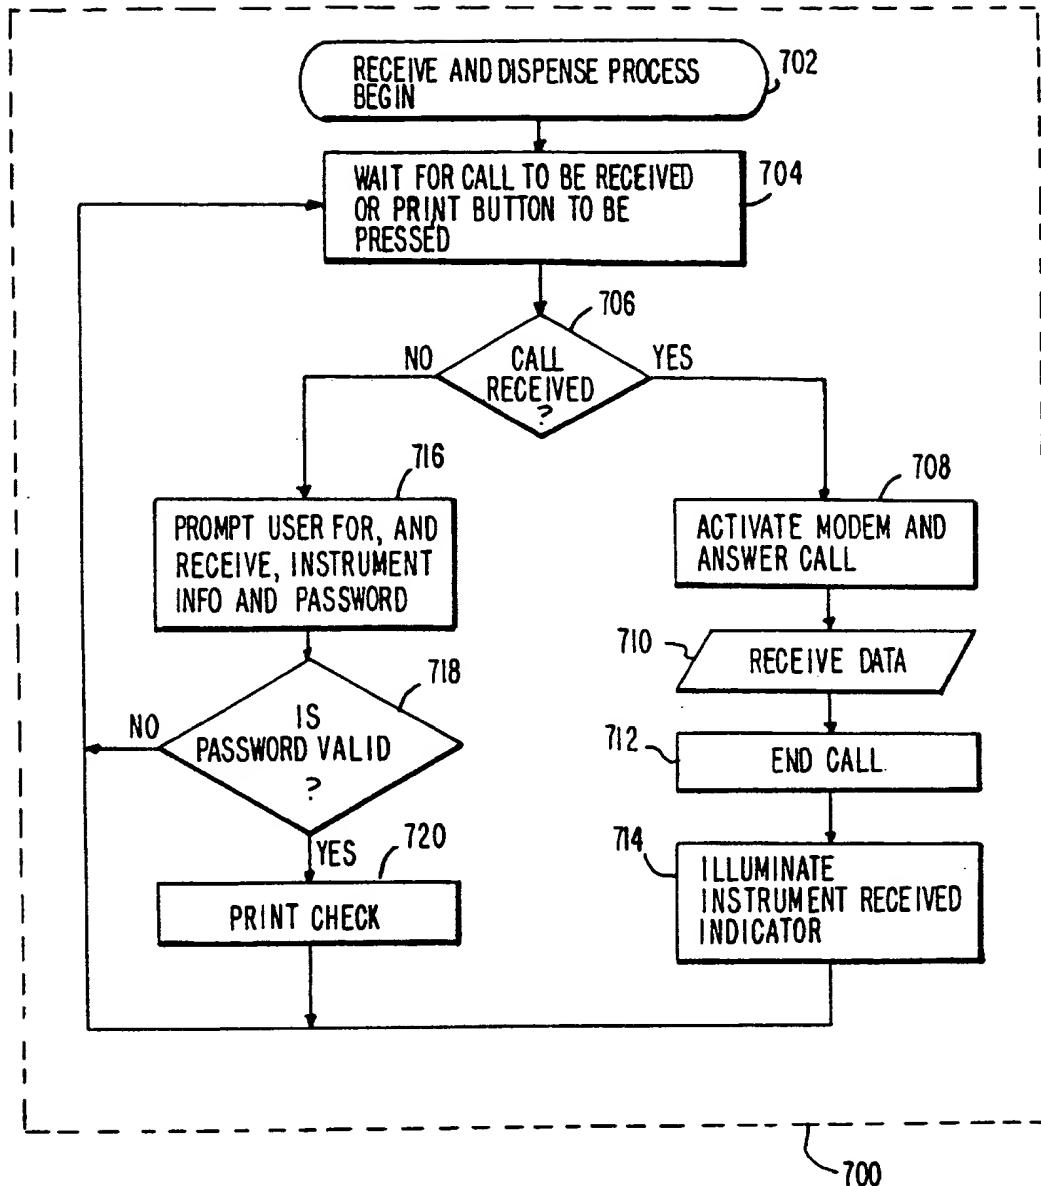 RECEIVE AND DISPENSE PROCESS
BEGIN
702
WAIT FOR CALL TO BE RECEIVED
OR PRINT BUTTON TO BE
PRESSED
704
706
NO
CALL
RECEIVED
?
YES
716
PROMPT USER FOR, AND
RECEIVE, INSTRUMENT
INFO AND PASSWORD
708
ACTIVATE MODEM AND
ANSWER CALL
710
RECEIVE DATA
718
NO
IS
PASSWORD VALID
?
YES
712
END CALL
720
PRINT CHECK
714
ILLUMINATE
INSTRUMENT RECEIVED
INDICATOR
700